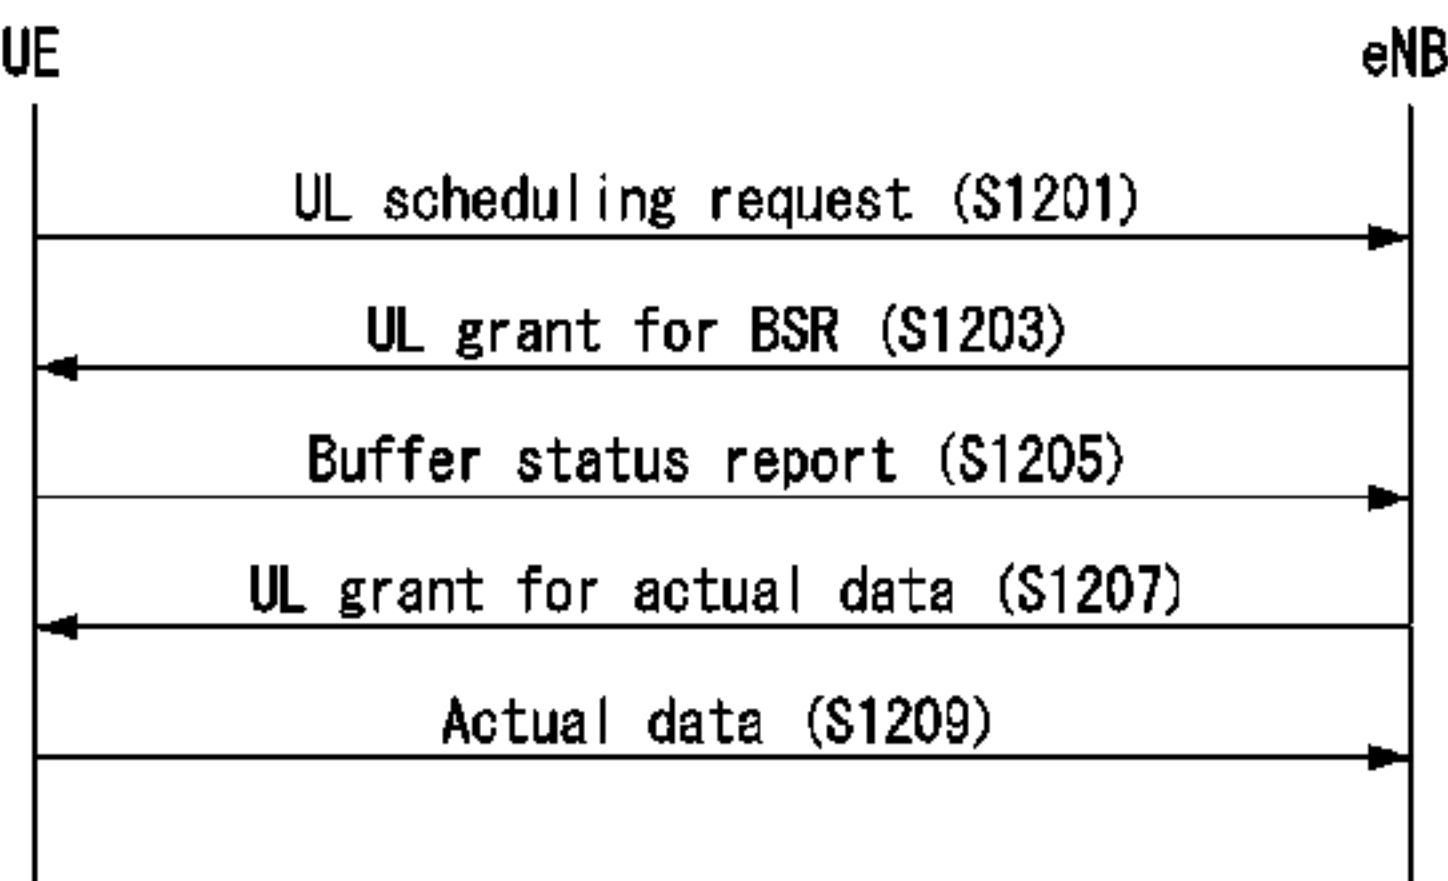 UE eNB
UL scheduling request (S1201)
UL grant for BSR (S1203)
Buffer status report (S1205)
UL grant for actual data (S1207)
Actual data (S1209)